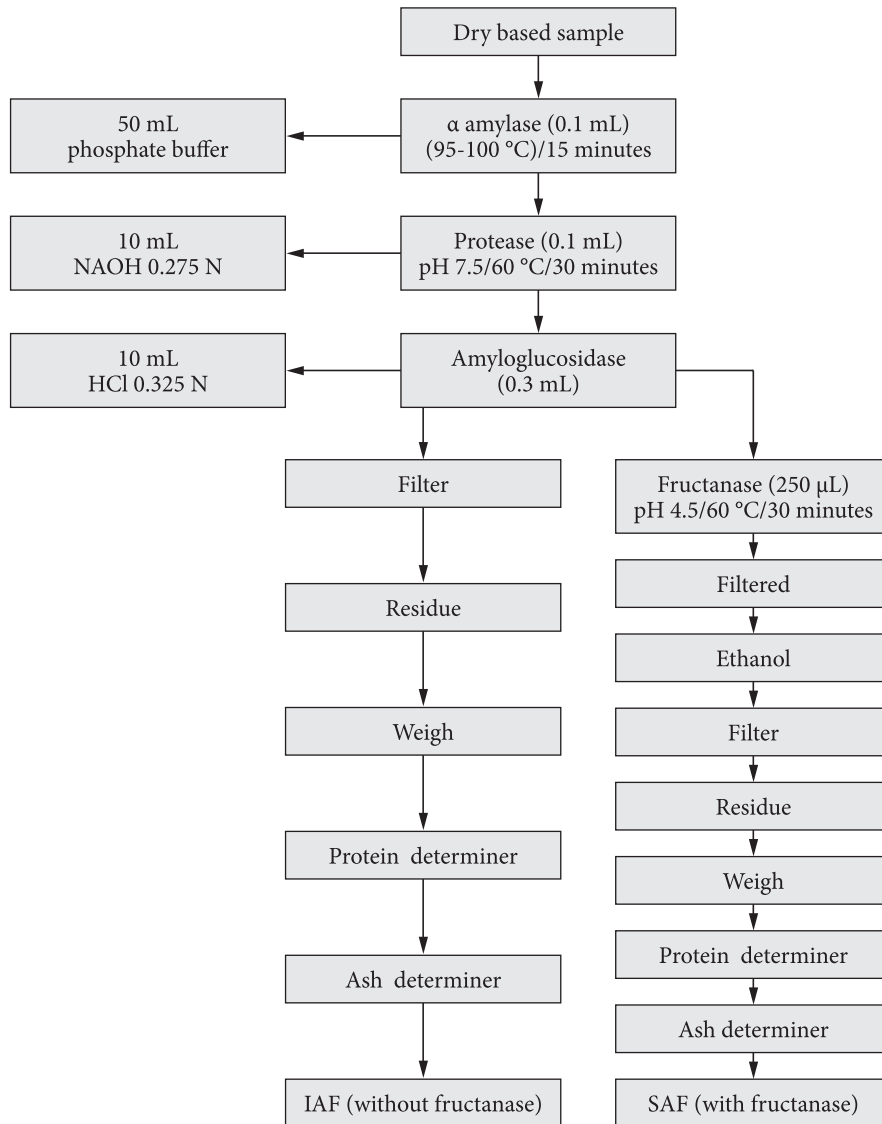 Dry based sample
50 mL
phosphate buffer
α amylase (0.1 mL)
(95-100 °C)/15 minutes
10 mL
NAOH 0.275 N
Protease (0.1 mL)
pH 7.5/60 °C/30 minutes
10 mL
HCl 0.325 N
Amyloglucosidase
(0.3 mL)
Filter
Residue
Weigh
Protein determiner
Ash determiner
IAF (without fructanase)
Fructanase (250 µL)
pH 4.5/60 °C/30 minutes
Filtered
Ethanol
Filter
Residue
Weigh
Protein determiner
Ash determiner
SAF (with fructanase)